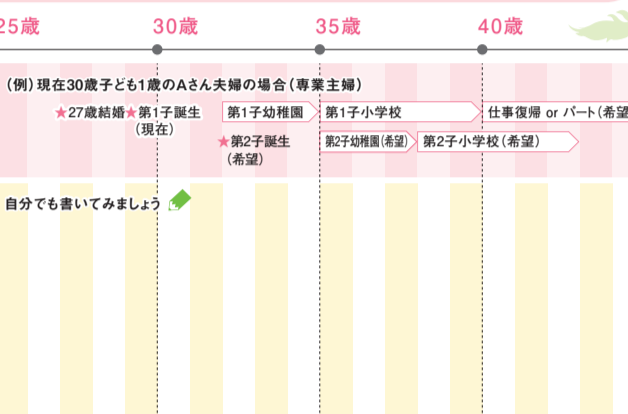 25歳 30歳 35歳 40歳
（例）現在30歳子ども1歳のAさん夫婦の場合（専業主婦）
★27歳結婚★第1子誕生 第1子幼稚園 第1子小学校 仕事復帰 or パート（希望
（現在）
★第2子誕生 第2子幼稚園（希望） 第2子小学校（希望）
（希望）
自分でも書いてみましょう